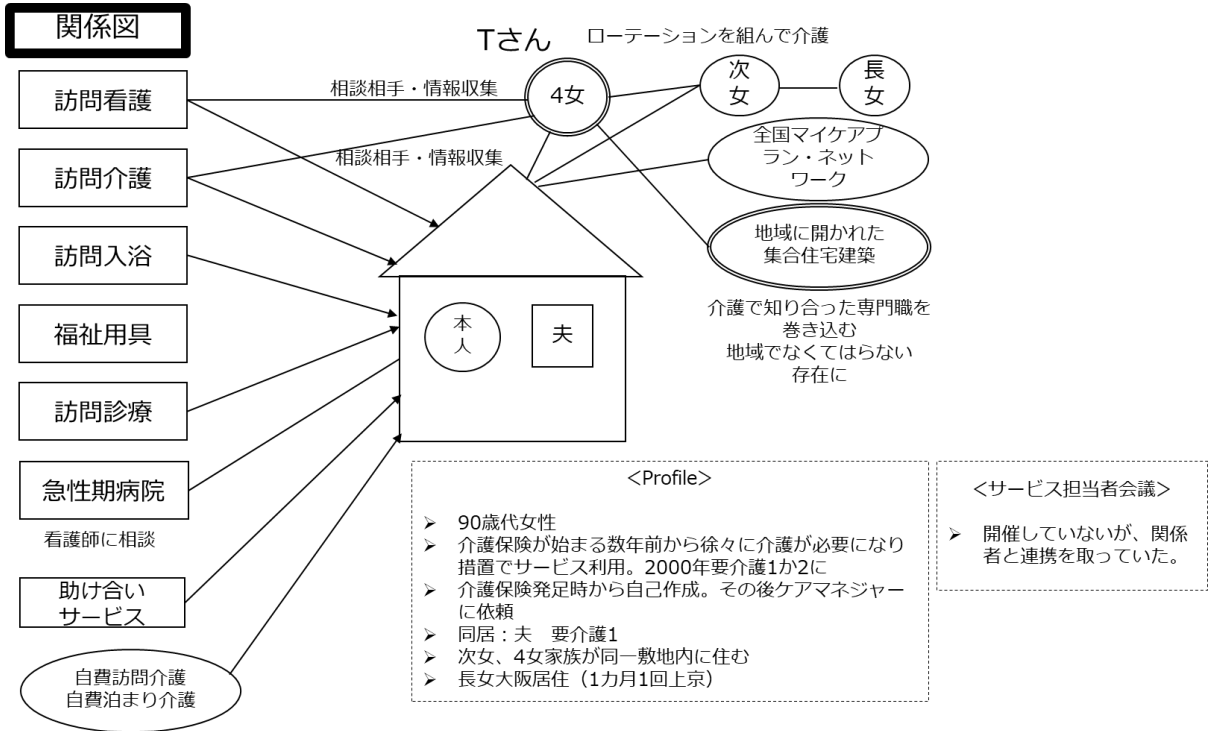 関係図
訪問看護
訪問介護
訪問入浴
福祉用具
訪問診療
急性期病院
看護師に相談
助け合い
サービス
自費訪問介護
自費泊まり介護
Tさん
ローテーションを組んで介護
相談相手・情報収集
相談相手・情報収集
4女
次
女
長
女
全国マイケアプ
ラン・ネット
ワーク
地域に開かれた
集合住宅建築
介護で知り合った専門職を
巻き込む
地域でなくてはらない
存在に
本
人
夫
<Profile>
➢ 90歳代女性
➢ 介護保険が始まる数年前から徐々に介護が必要になり
措置でサービス利用。2000年要介護1か2に
➢ 介護保険発足時から自己作成。その後ケアマネジャー
に依頼
➢ 同居：夫　要介護1
➢ 次女、4女家族が同一敷地内に住む
➢ 長女大阪居住（1カ月1回上京）
<サービス担当者会議>
➢ 開催していないが、関係
者と連携を取っていた。